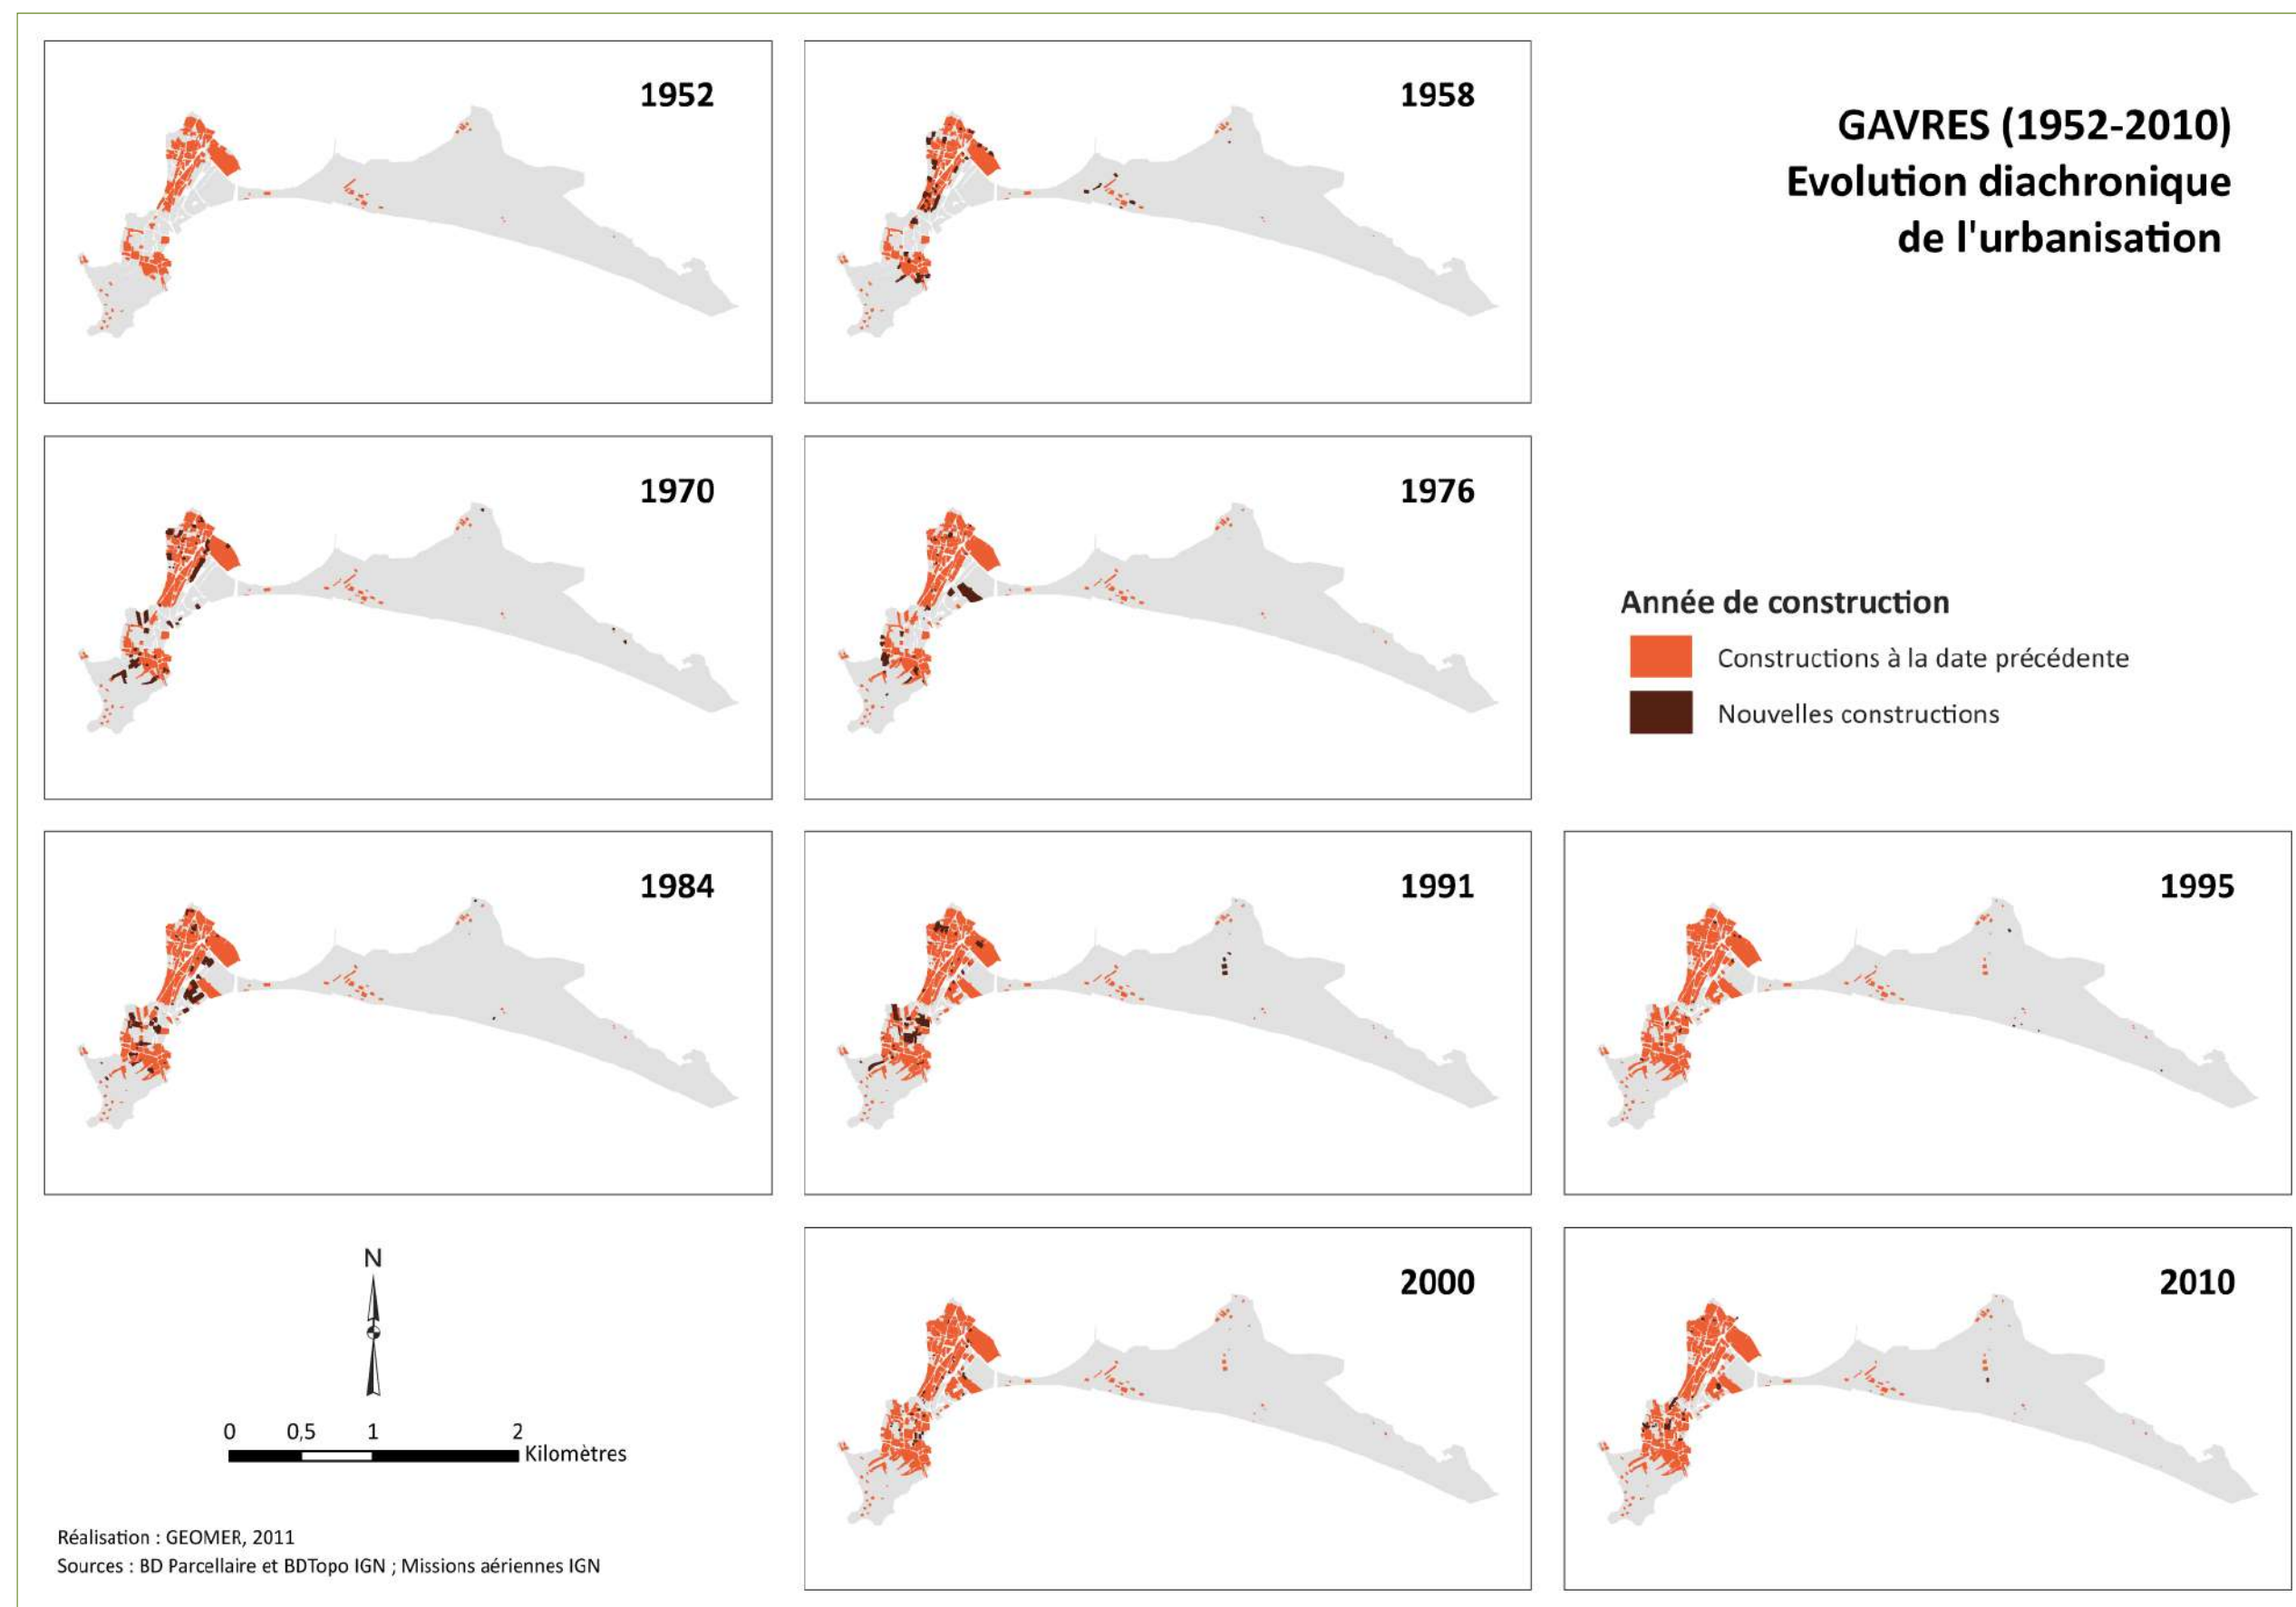 1952
1958
GAVRES (1952-2010)
Evolution diachronique
de l'urbanisation
1970
1976
Année de construction
Constructions à la date précédente
Nouvelles constructions
1984
1991
1995
N
0 0,5 1 2
Kilomètres
2000
2010
Réalisation : GEOMER, 2011
Sources : BD Parcellaire et BDTopo IGN ; Missions aériennes IGN